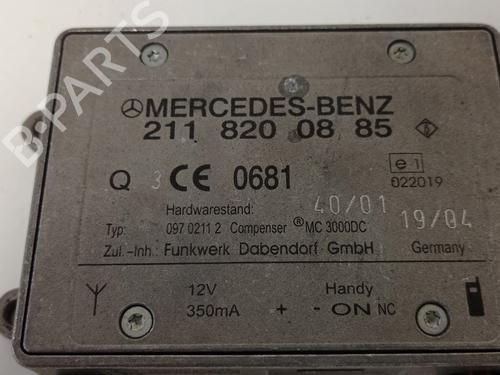 B-PARTS
MERCEDES-BENZ
211 820 08 85
Q 3 CE 0681
e1
022019
Hardwarestand: 40/01 19/04
Typ: 097 0211 2 Compenser ® MC 3000DC
Zul.-Inh.: Funkwerk Dabendorf GmbH Germany
12V Handy
350mA + - ON NC